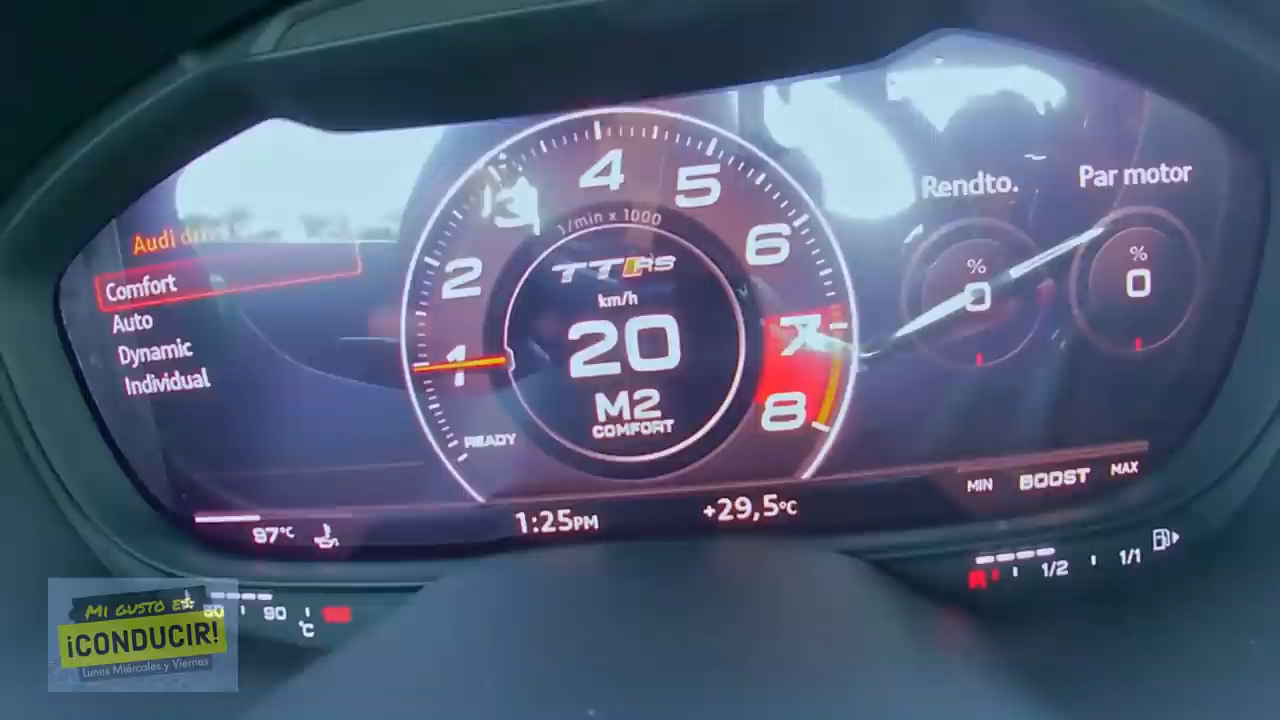 Audi
Comfort
Auto
Dynamic
Individual
1
2
3
4
5
6
7
8
1/min x 1000
TTRS
km/h
20
M2
COMFORT
READY
Rendto.
%
0
Par motor
%
0
MIN BOOST MAX
97°C
1:25PM
+29,5°C
90
°C
R 1/2 1/1
MI GUSTO ES
¡CONDUCIR!
Lunes Miércoles y Viernes